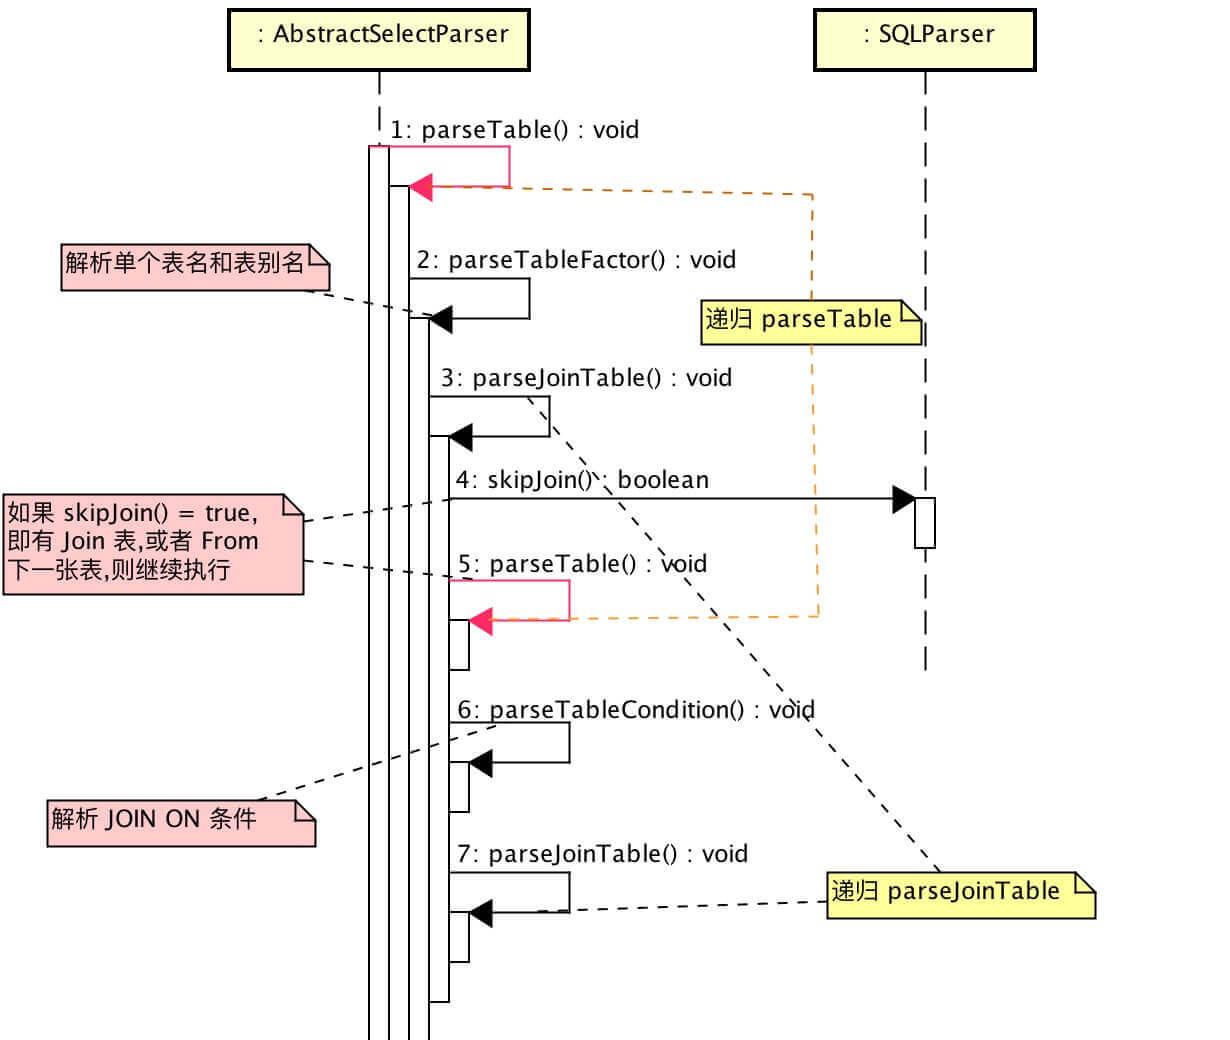 : AbstractSelectParser
: SQLParser
1: parseTable() : void
解析单个表名和表别名
2: parseTableFactor() : void
递归 parseTable
3: parseJoinTable() : void
4: skipJoin() : boolean
如果 skipJoin() = true,
即有 Join 表,或者 From
下一张表,则继续执行
5: parseTable() : void
6: parseTableCondition() : void
解析 JOIN ON 条件
7: parseJoinTable() : void
递归 parseJoinTable